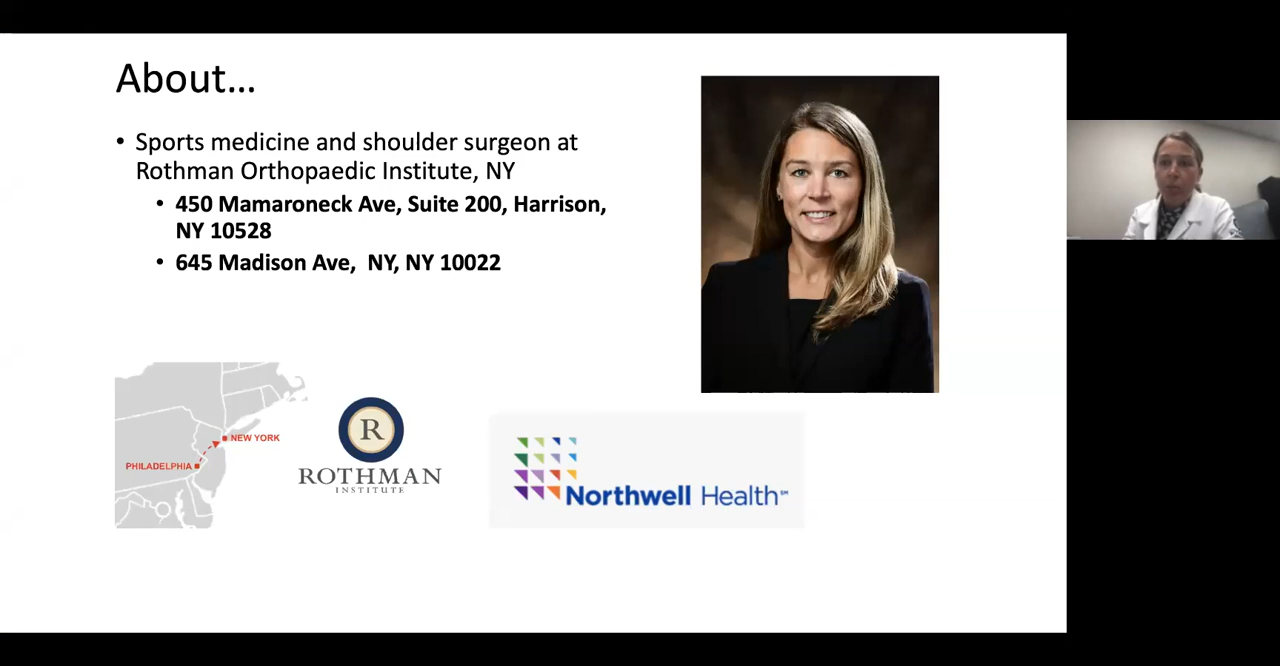 About...
• Sports medicine and shoulder surgeon at
Rothman Orthopaedic Institute, NY
• 450 Mamaroneck Ave, Suite 200, Harrison,
NY 10528
• 645 Madison Ave,  NY, NY 10022
NEW YORK
PHILADELPHIA
R
ROTHMAN
INSTITUTE
Northwell Health℠